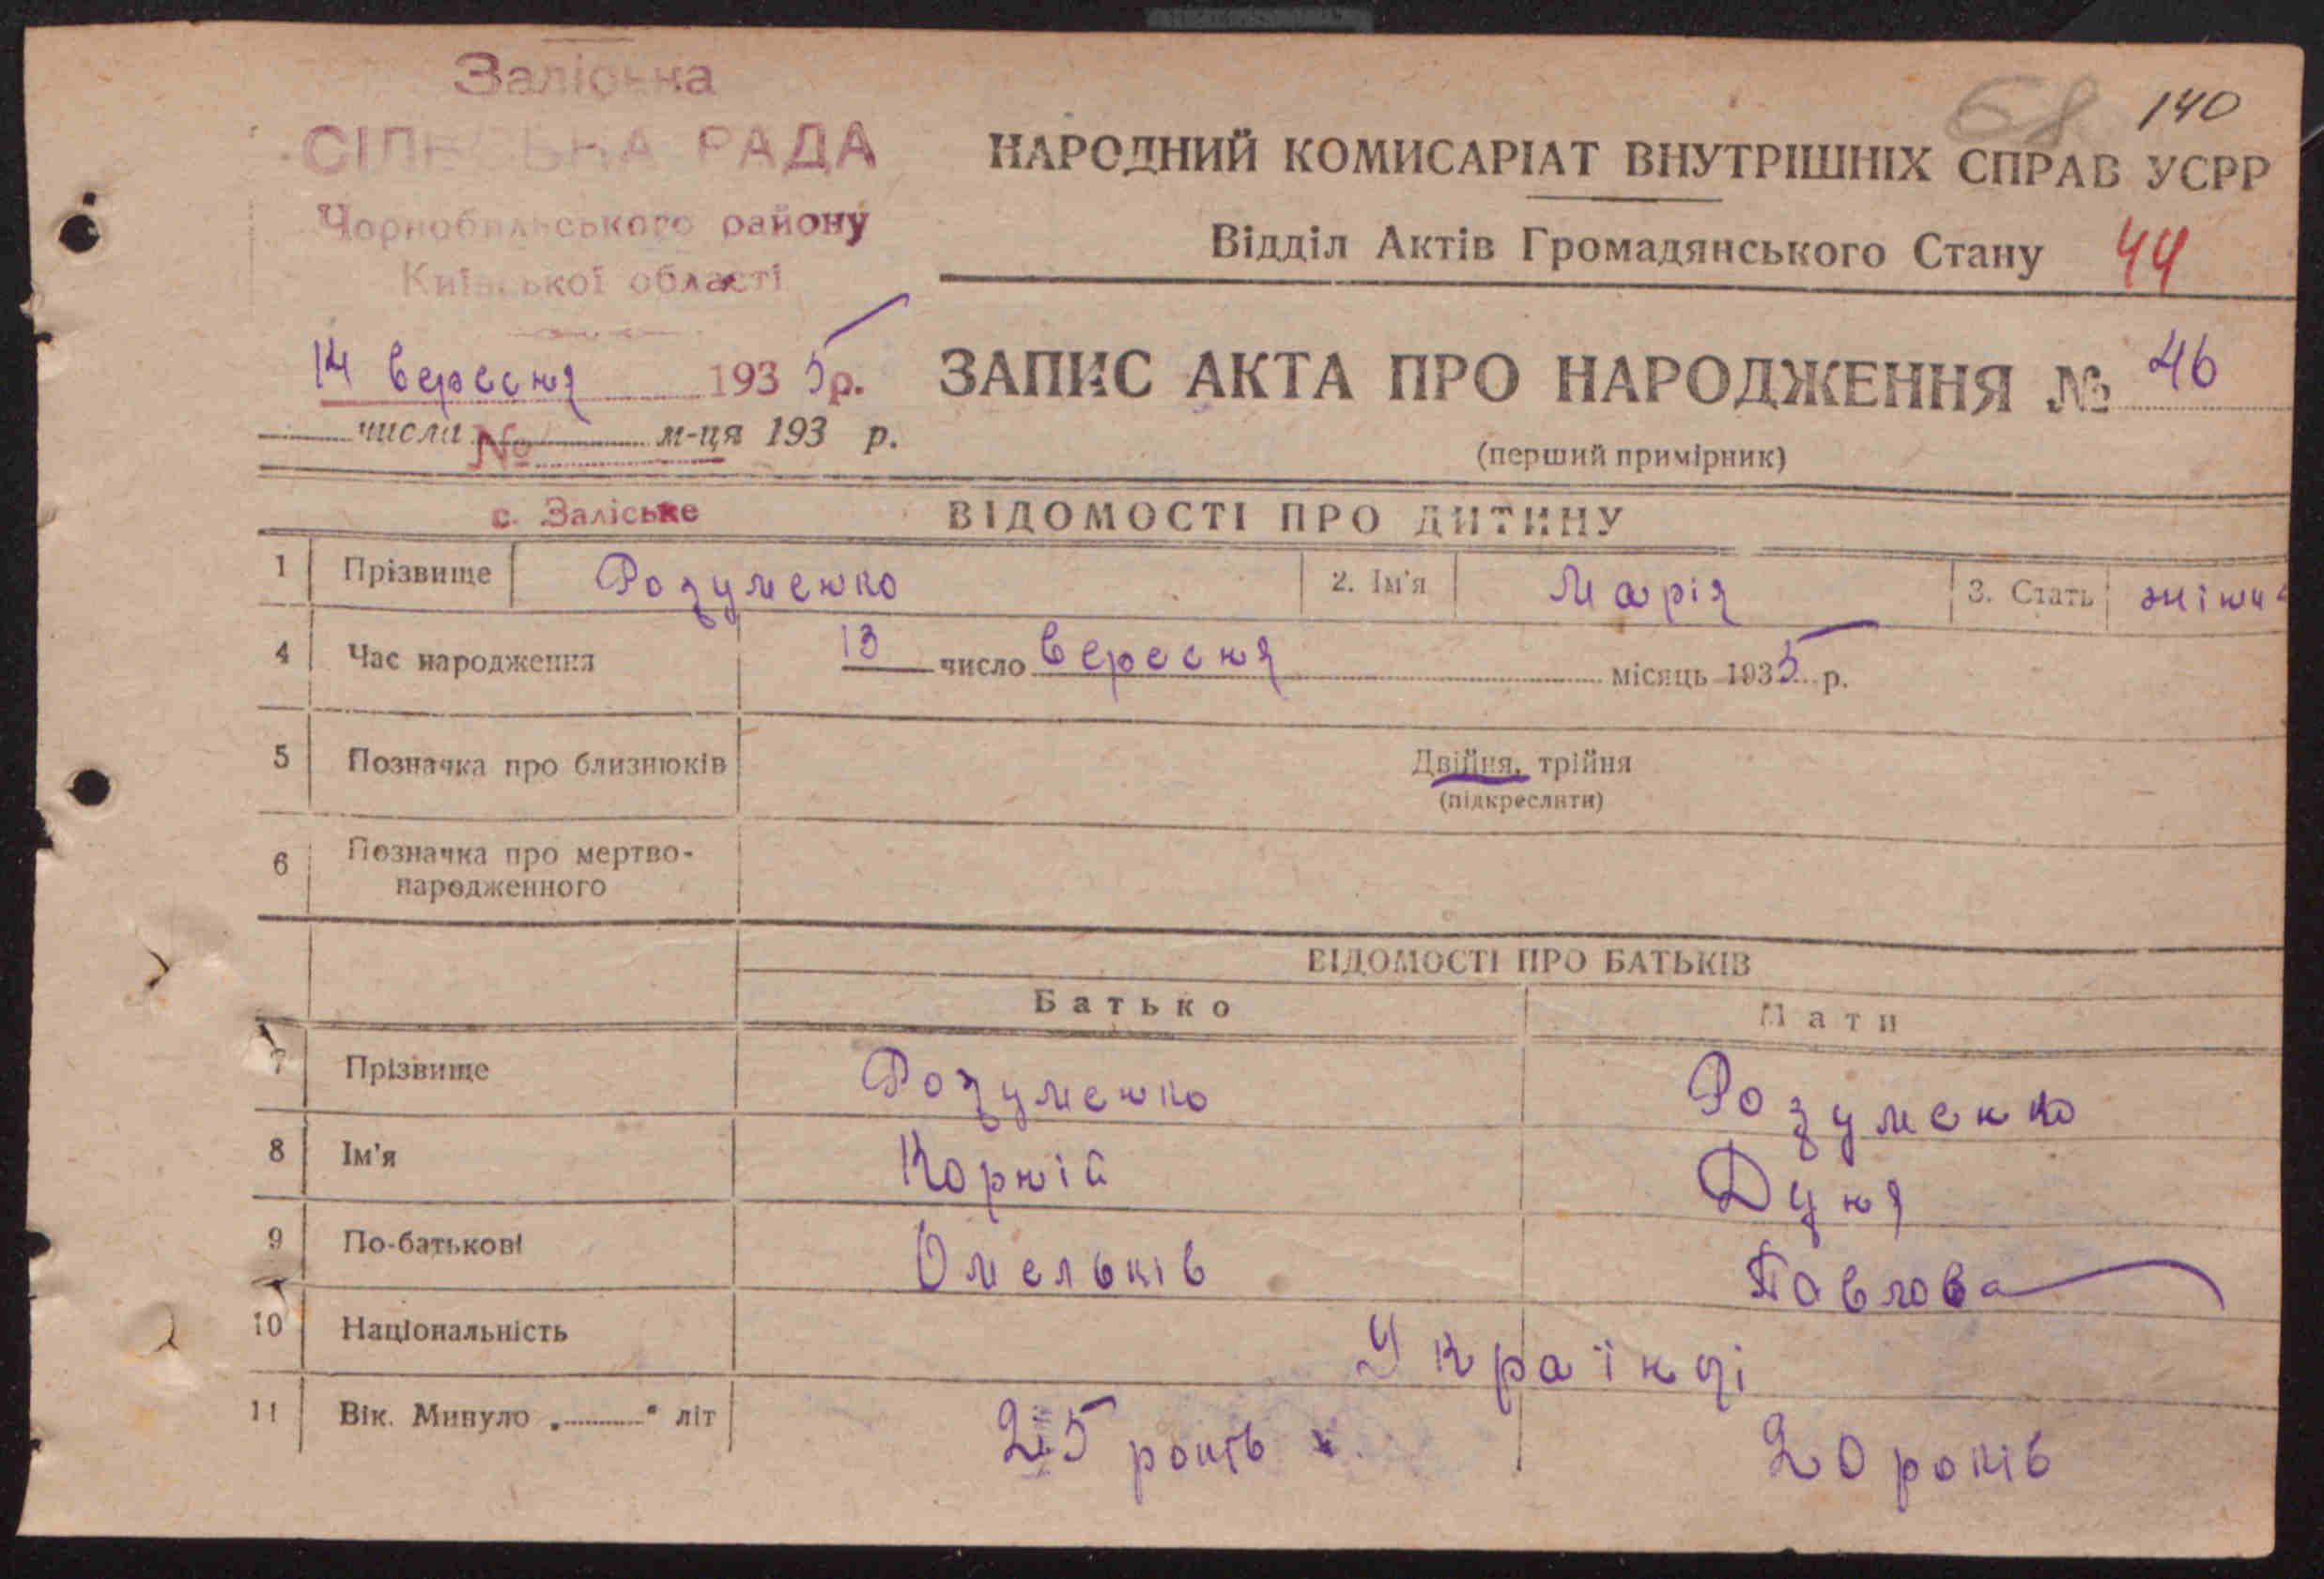 Заліська
СІЛЬСЬКА РАДА
Чорнобильського району
Київської області
68 140
НАРОДНИЙ КОМИСАРІАТ ВНУТРІШНІХ СПРАВ УСРР
Відділ Актів Громадянського Стану 44
14 вересня 1935р.
числа № м-ця 193 р.
ЗАПИС АКТА ПРО НАРОДЖЕННЯ № 46
(перший примірник)
с. Заліське
ВІДОМОСТІ ПРО ДИТИНУ
1 Прізвище Розуменко 2. Ім'я Марія 3. Стать жіноч
4 Час народження 13 число вересня місяць 1935 р.
5 Позначка про близнюків Двійня, трійня
(підкреслити)
6 Позначка про мертво-
народженного
ВІДОМОСТІ ПРО БАТЬКІВ
Батько Мати
7 Прізвище Розуменко Розуменко
8 Ім'я Корній Дуня
9 По-батькові Омельків Павлова
10 Національність Українці
11 Вік. Минуло „ “ літ 25 років 20 років